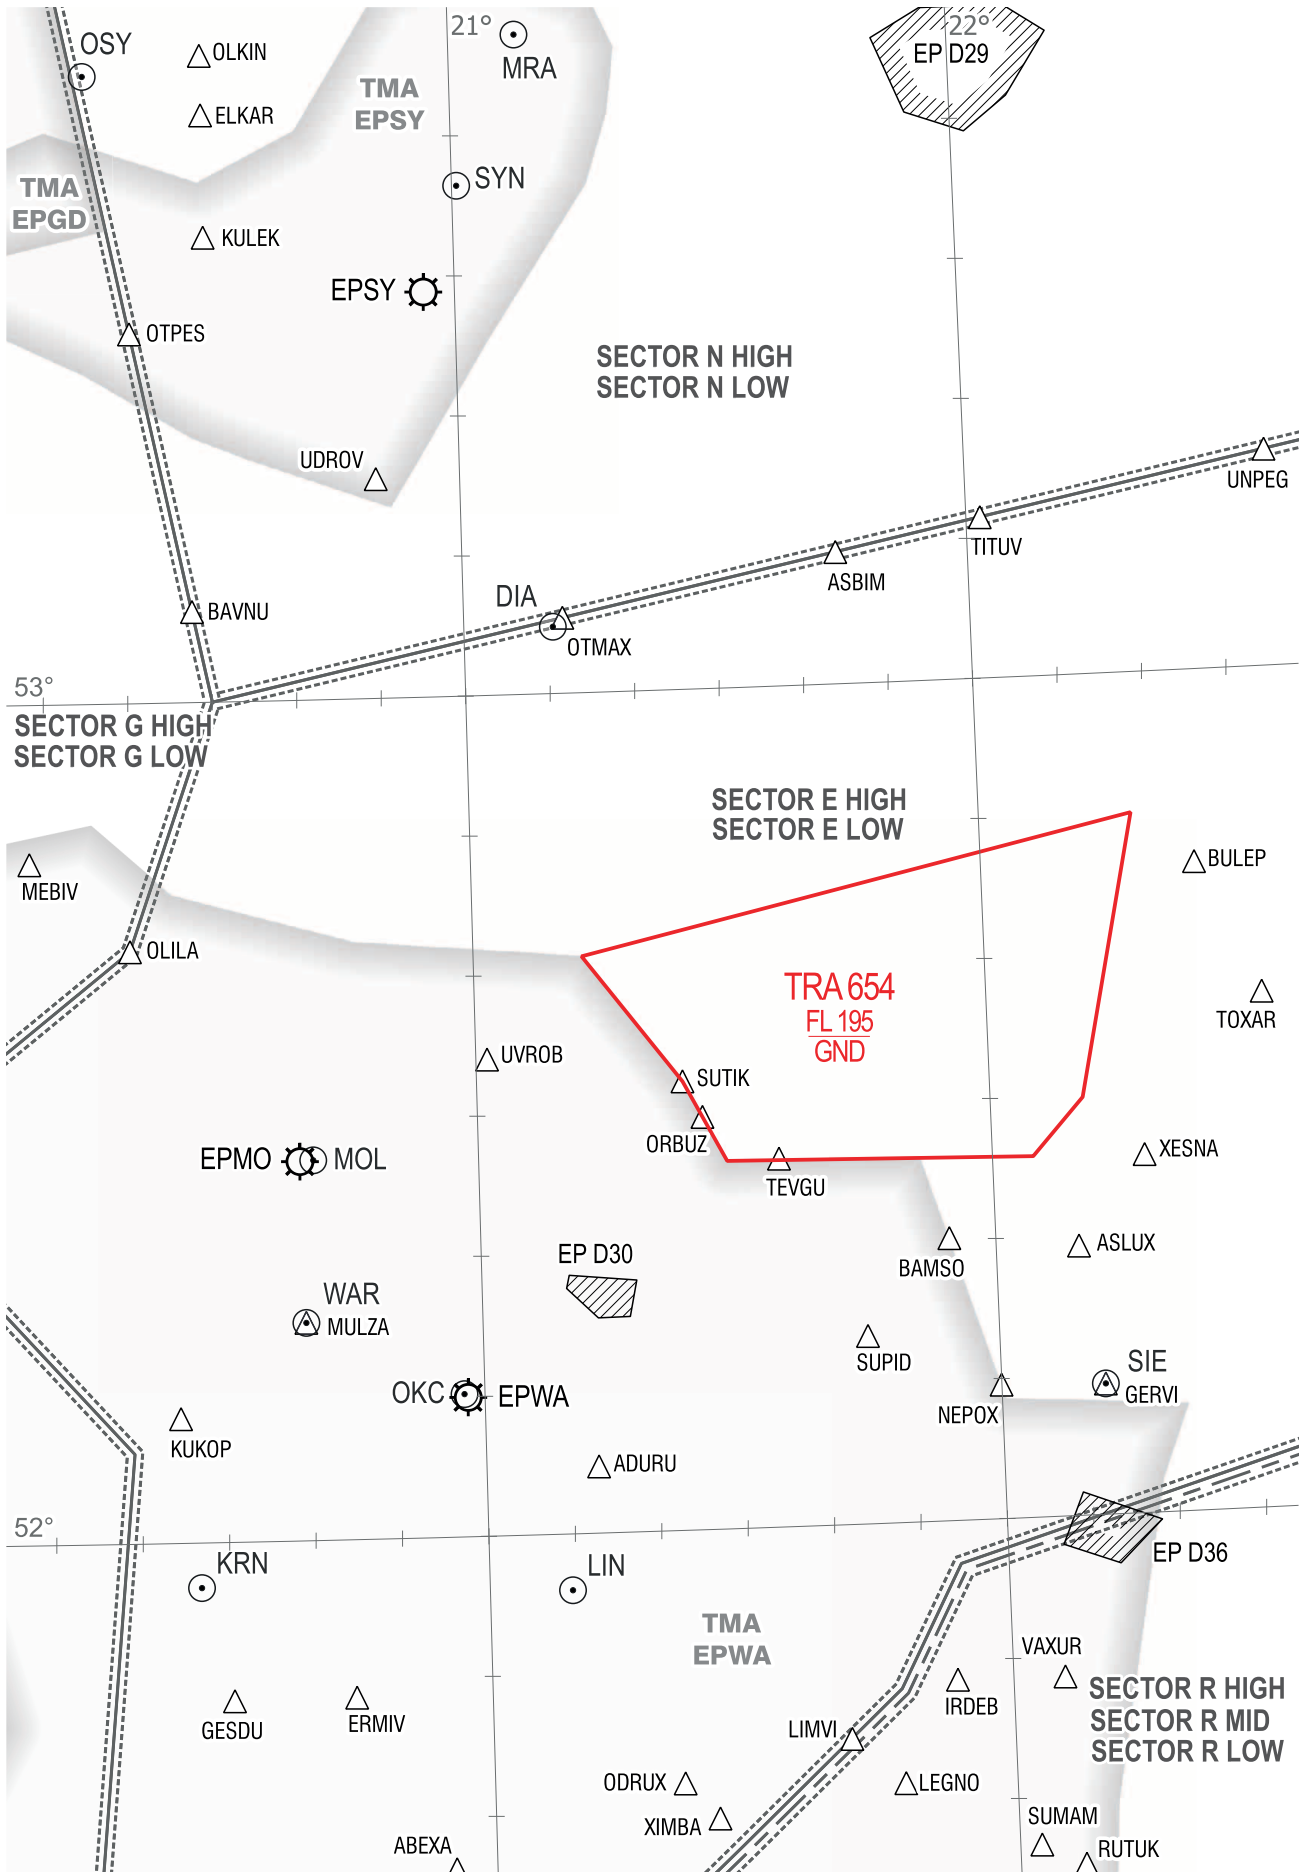 21°
22°
OSY
OLKIN
MRA
EP D29
TMA
EPSY
ELKAR
TMA
EPGD
SYN
KULEK
EPSY
OTPES
SECTOR N HIGH
SECTOR N LOW
UDROV
UNPEG
TITUV
ASBIM
DIA
BAVNU
OTMAX
53°
SECTOR G HIGH
SECTOR G LOW
SECTOR E HIGH
SECTOR E LOW
BULEP
MEBIV
OLILA
TRA 654
FL 195
GND
TOXAR
UVROB
SUTIK
ORBUZ
EPMO
MOL
XESNA
TEVGU
EP D30
BAMSO
ASLUX
WAR
MULZA
SUPID
SIE
GERVI
OKC
EPWA
NEPOX
KUKOP
ADURU
52°
EP D36
KRN
LIN
TMA
EPWA
VAXUR
SECTOR R HIGH
SECTOR R MID
SECTOR R LOW
IRDEB
GESDU
ERMIV
LIMVI
ODRUX
LEGNO
XIMBA
SUMAM
ABEXA
RUTUK